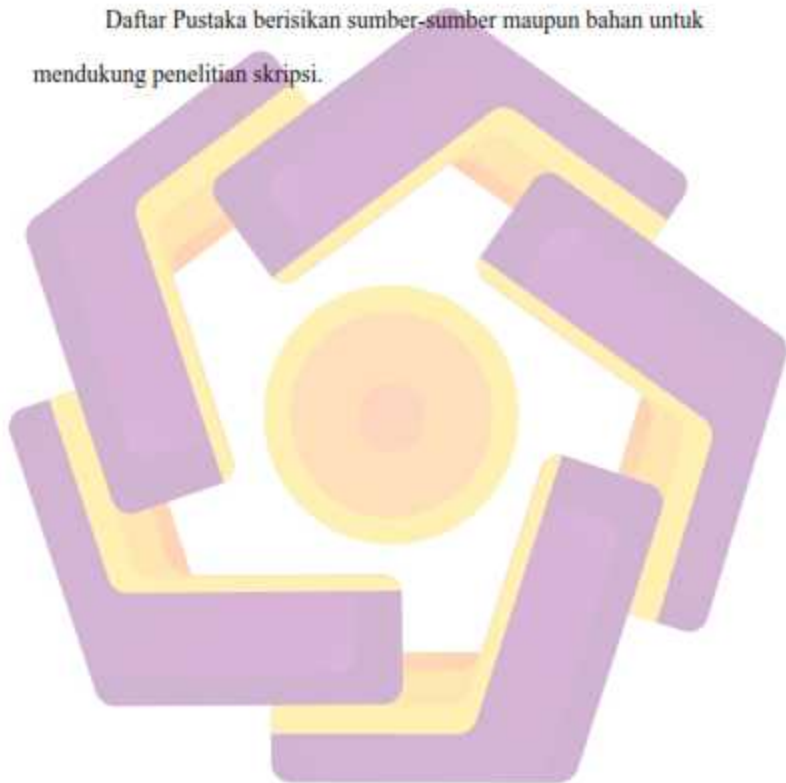 Daftar Pustaka berisikan sumber-sumber maupun bahan untuk
mendukung penelitian skripsi.